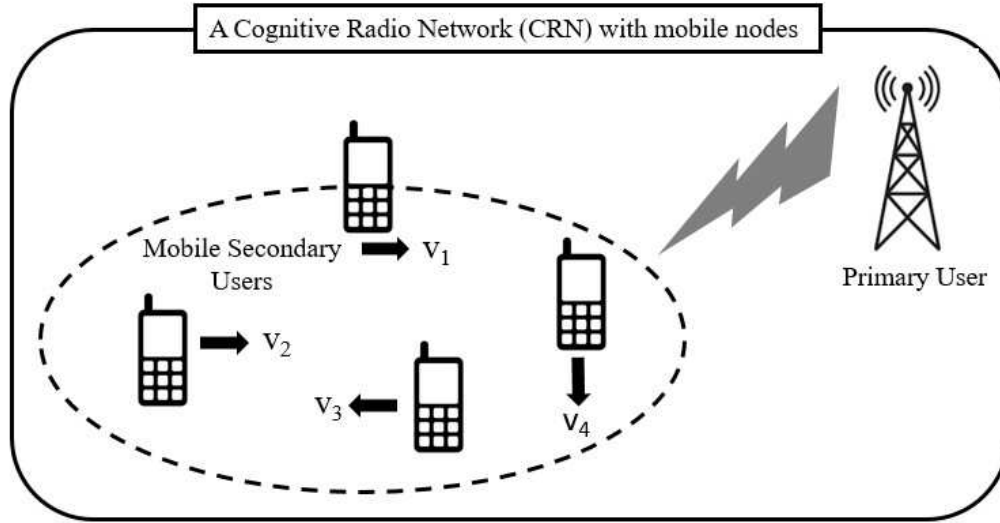 A Cognitive Radio Network (CRN) with mobile nodes
Mobile Secondary
Users
v1
Primary User
v2
v3
v4